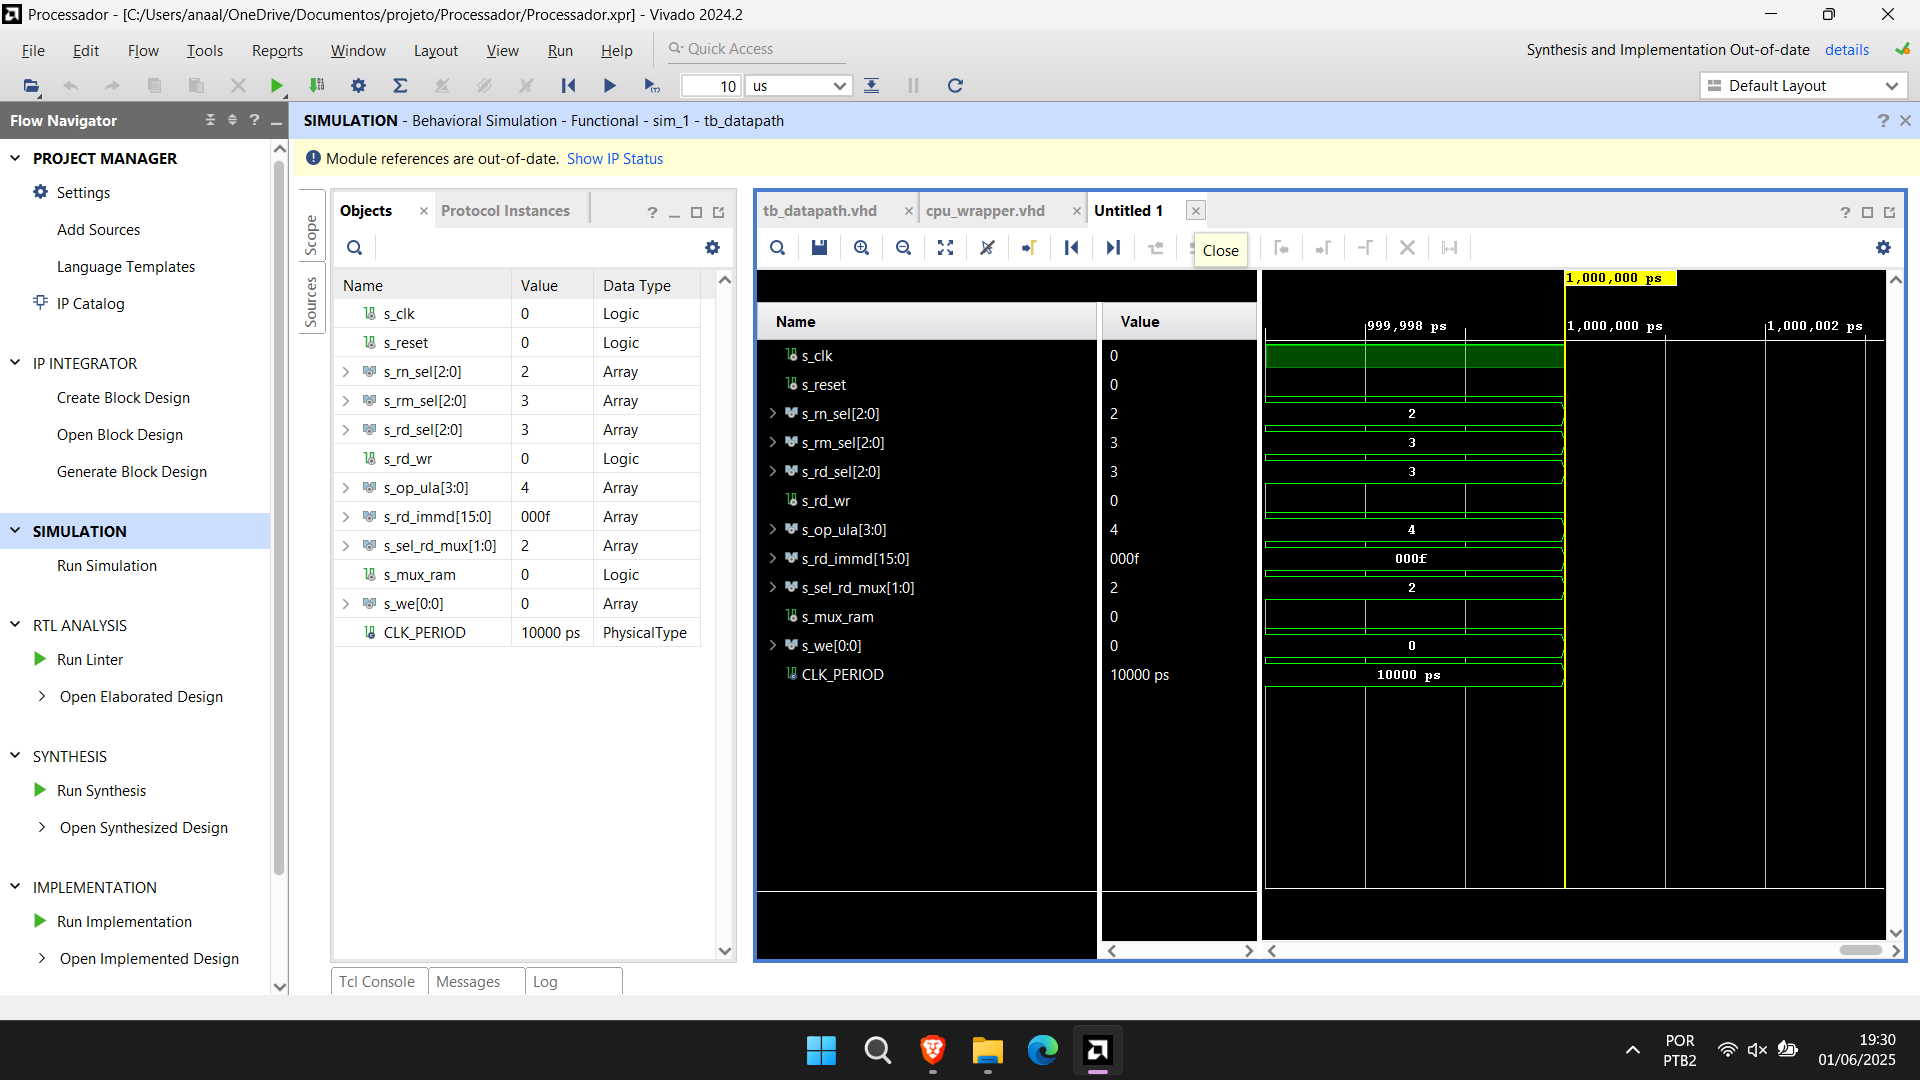 Processador - [C:/Users/anaal/OneDrive/Documentos/projeto/Processador/Processador.xpr] - Vivado 2024.2
File Edit Flow Tools Reports Window Layout View Run Help Quick Access
Synthesis and Implementation Out-of-date details
10 us
Default Layout
Flow Navigator
SIMULATION - Behavioral Simulation - Functional - sim_1 - tb_datapath
Module references are out-of-date. Show IP Status
PROJECT MANAGER
Settings
Add Sources
Language Templates
IP Catalog
IP INTEGRATOR
Create Block Design
Open Block Design
Generate Block Design
SIMULATION
Run Simulation
RTL ANALYSIS
Run Linter
Open Elaborated Design
SYNTHESIS
Run Synthesis
Open Synthesized Design
IMPLEMENTATION
Run Implementation
Open Implemented Design
Scope
Sources
Objects Protocol Instances
Name Value Data Type
s_clk 0 Logic
s_reset 0 Logic
s_rn_sel[2:0] 2 Array
s_rm_sel[2:0] 3 Array
s_rd_sel[2:0] 3 Array
s_rd_wr 0 Logic
s_op_ula[3:0] 4 Array
s_rd_immd[15:0] 000f Array
s_sel_rd_mux[1:0] 2 Array
s_mux_ram 0 Logic
s_we[0:0] 0 Array
CLK_PERIOD 10000 ps PhysicalType
tb_datapath.vhd cpu_wrapper.vhd Untitled 1
Close
1,000,000 ps
Name Value
999,998 ps 1,000,000 ps 1,000,002 ps
s_clk 0
s_reset 0
s_rn_sel[2:0] 2 2
s_rm_sel[2:0] 3 3
s_rd_sel[2:0] 3 3
s_rd_wr 0
s_op_ula[3:0] 4 4
s_rd_immd[15:0] 000f 000f
s_sel_rd_mux[1:0] 2 2
s_mux_ram 0
s_we[0:0] 0 0
CLK_PERIOD 10000 ps 10000 ps
Tcl Console Messages Log
POR
PTB2
19:30
01/06/2025